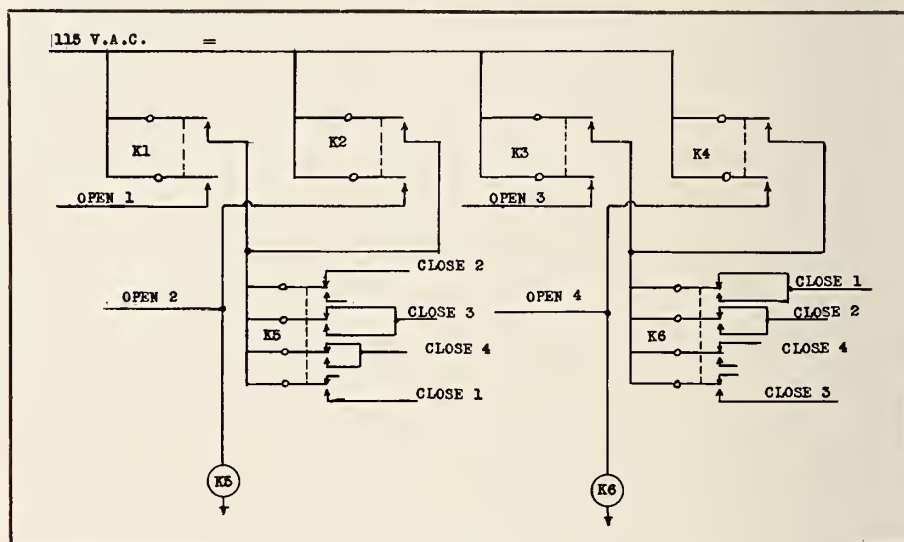 115 V.A.C. =
K1
K2
K3
K4
OPEN 1
OPEN 3
CLOSE 2
OPEN 2
CLOSE 3
K5
CLOSE 4
CLOSE 1
OPEN 4
CLOSE 1
CLOSE 2
K6
CLOSE 4
CLOSE 3
K5
K6